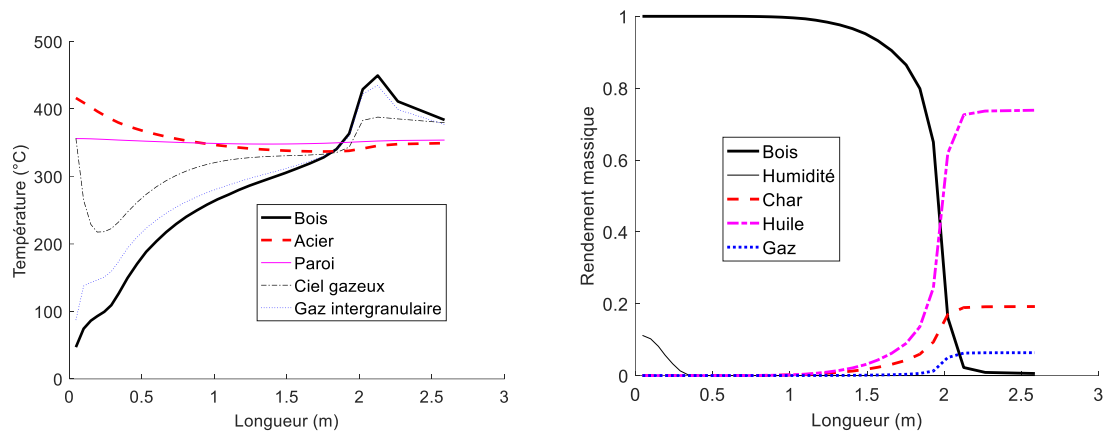 500
400
300
200
100
0
Température (°C)
0
0.5
1
1.5
2
2.5
3
Longueur (m)
Bois
Acier
Paroi
Ciel gazeux
Gaz intergranulaire
1
0.8
0.6
0.4
0.2
0
Rendement massique
0
0.5
1
1.5
2
2.5
3
Longueur (m)
Bois
Humidité
Char
Huile
Gaz